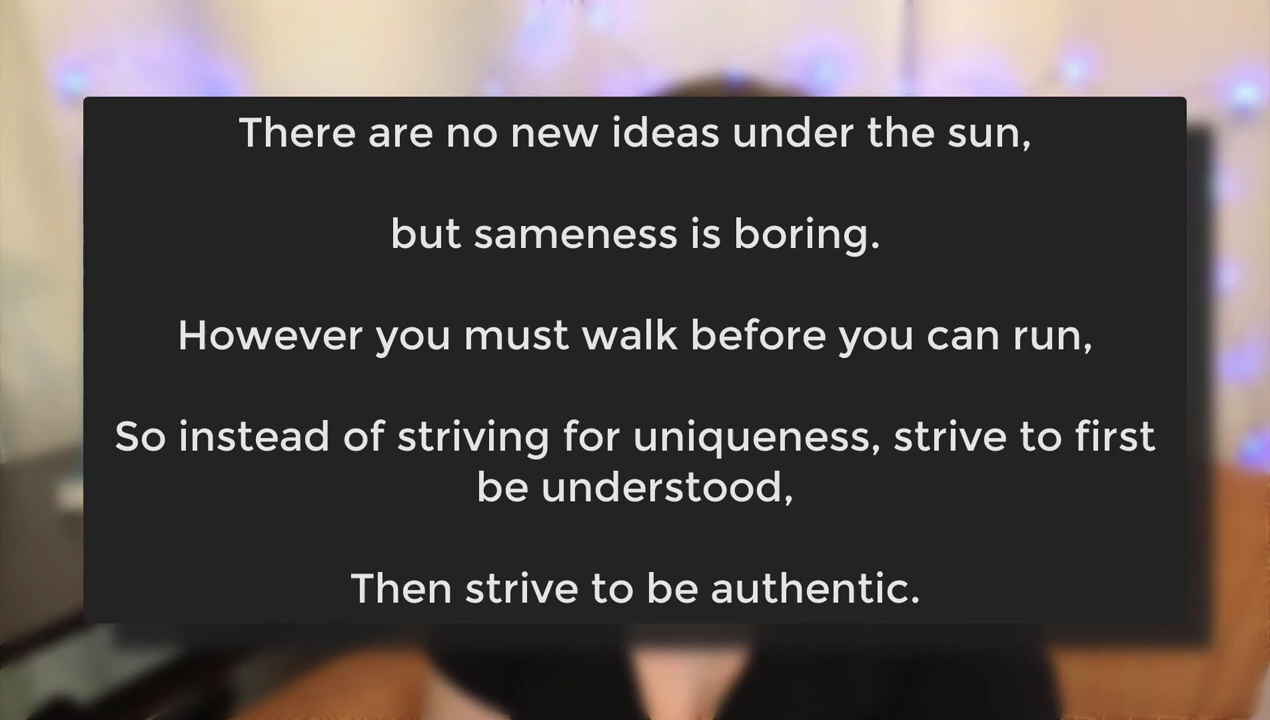 There are no new ideas under the sun,
but sameness is boring.
However you must walk before you can run,
So instead of striving for uniqueness, strive to first
be understood,
Then strive to be authentic.